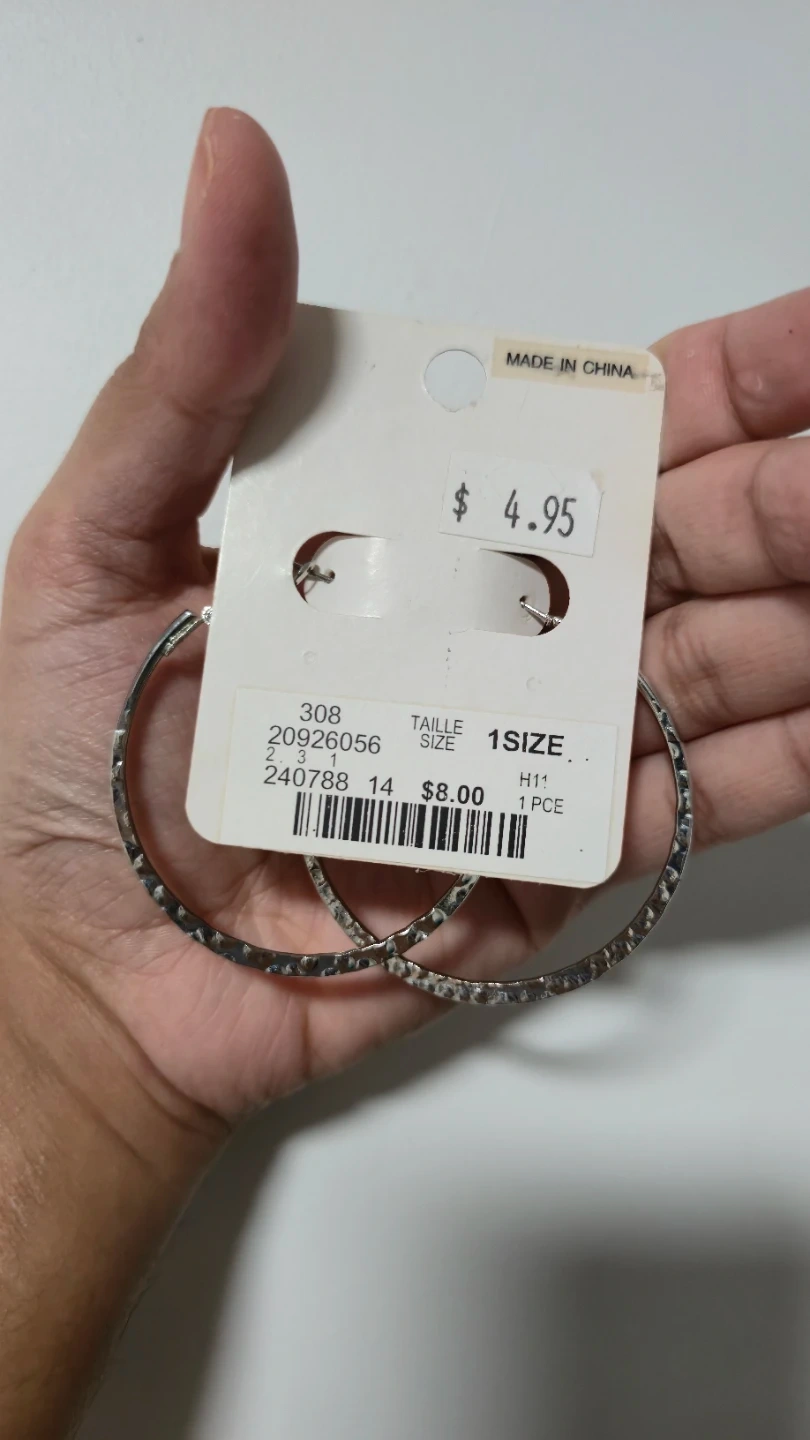 MADE IN CHINA
$ 4.95
308
20926056
2 3 1
240788 14 $8.00
TAILLE
SIZE
1SIZE
1 PCE